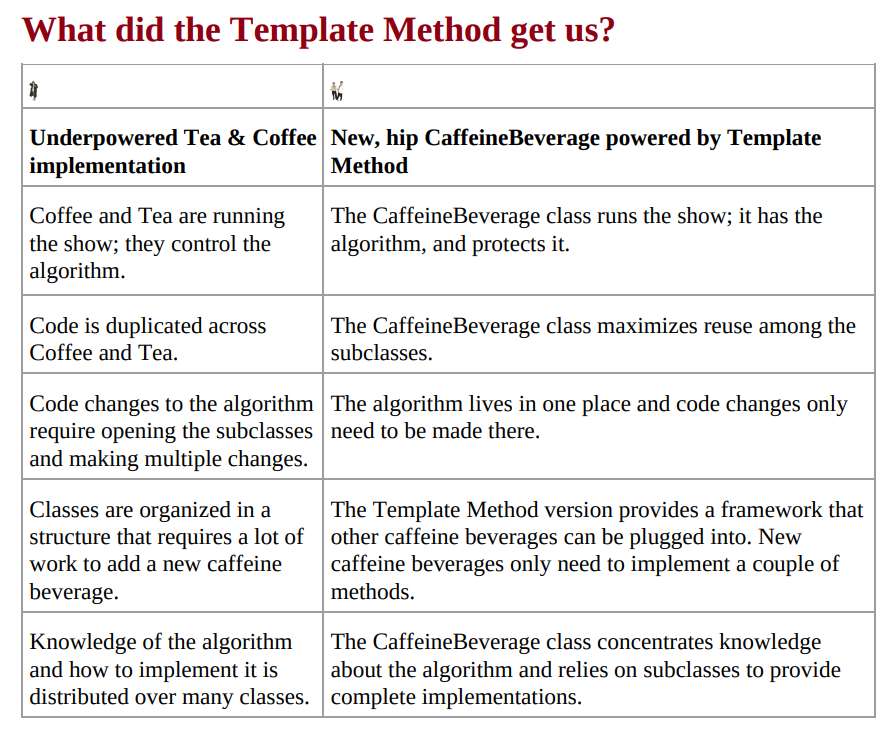 What did the Template Method get us?
Underpowered Tea & Coffee
implementation
New, hip CaffeineBeverage powered by Template
Method
Coffee and Tea are running
the show; they control the
algorithm.
The CaffeineBeverage class runs the show; it has the
algorithm, and protects it.
Code is duplicated across
Coffee and Tea.
The CaffeineBeverage class maximizes reuse among the
subclasses.
Code changes to the algorithm
require opening the subclasses
and making multiple changes.
The algorithm lives in one place and code changes only
need to be made there.
Classes are organized in a
structure that requires a lot of
work to add a new caffeine
beverage.
The Template Method version provides a framework that
other caffeine beverages can be plugged into. New
caffeine beverages only need to implement a couple of
methods.
Knowledge of the algorithm
and how to implement it is
distributed over many classes.
The CaffeineBeverage class concentrates knowledge
about the algorithm and relies on subclasses to provide
complete implementations.